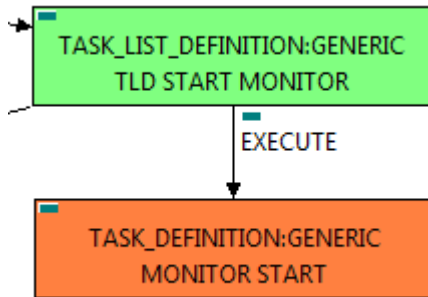 TASK_LIST_DEFINITION:GENERIC
TLD START MONITOR
EXECUTE
TASK_DEFINITION:GENERIC
MONITOR START